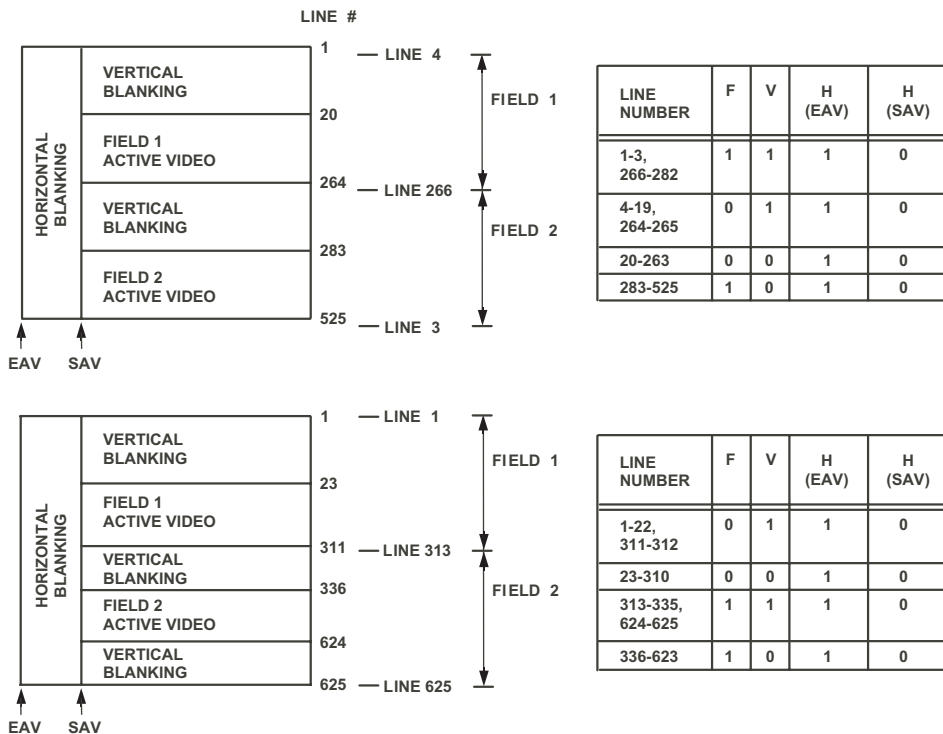 LINE #
1
LINE 4
VERTICAL
BLANKING
FIELD 1
20
FIELD 1
ACTIVE VIDEO
264
LINE 266
HORIZONTAL
BLANKING
VERTICAL
BLANKING
FIELD 2
283
FIELD 2
ACTIVE VIDEO
525
LINE 3
EAV SAV
LINE
NUMBER F V H
(EAV) H
(SAV)
1-3,
266-282 1 1 1 0
4-19,
264-265 0 1 1 0
20-263 0 0 1 0
283-525 1 0 1 0
1
LINE 1
VERTICAL
BLANKING
FIELD 1
23
FIELD 1
ACTIVE VIDEO
311
LINE 313
HORIZONTAL
BLANKING
VERTICAL
BLANKING
336
FIELD 2
FIELD 2
ACTIVE VIDEO
624
VERTICAL
BLANKING
625
LINE 625
EAV SAV
LINE
NUMBER F V H
(EAV) H
(SAV)
1-22,
311-312 0 1 1 0
23-310 0 0 1 0
313-335,
624-625 1 1 1 0
336-623 1 0 1 0